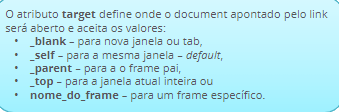 O atributo target define onde o document apontado pelo link
será aberto e aceita os valores:
• _blank – para nova janela ou tab,
• _self – para a mesma janela – default,
• _parent – para a o frame pai,
• _top – para a janela atual inteira ou
• nome_do_frame – para um frame específico.